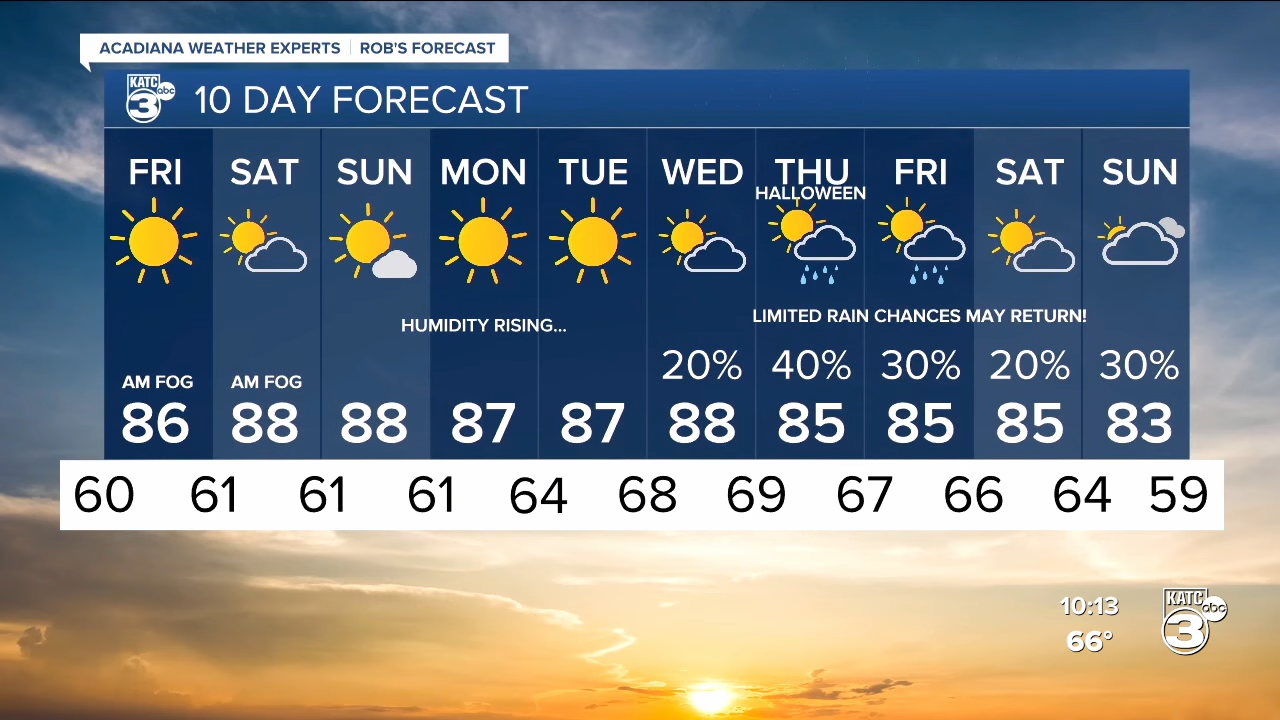 ACADIANA WEATHER EXPERTS | ROB'S FORECAST
KATC 3 abc 10 DAY FORECAST
FRI SAT SUN MON TUE WED THU FRI SAT SUN
HALLOWEEN
LIMITED RAIN CHANCES MAY RETURN!
HUMIDITY RISING...
20% 40% 30% 20% 30%
AM FOG AM FOG
86 88 88 87 87 88 85 85 85 83
60 61 61 61 64 68 69 67 66 64 59
10:13
66°
KATC
3 abc